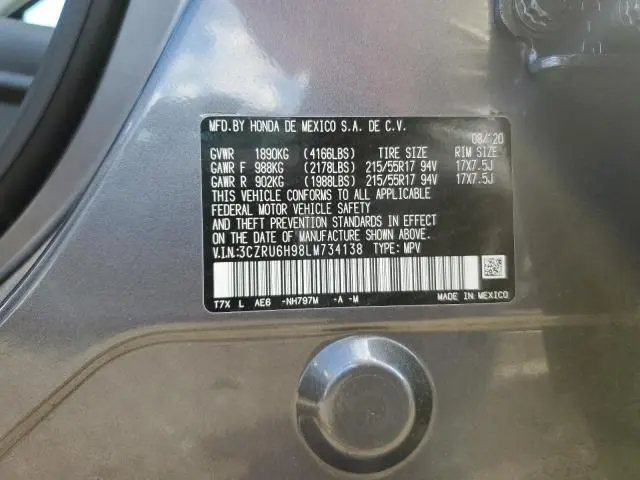 MFD.BY HONDA DE MEXICO S.A. DE C.V. 08/20
GVWR 1890KG (4166LBS) TIRE SIZE RIM SIZE
GAWR F 988KG (2178LBS) 215/55R17 94V 17X7.5J
GAWR R 902KG (1988LBS) 215/55R17 94V 17X7.5J
THIS VEHICLE CONFORMS TO ALL APPLICABLE
FEDERAL MOTOR VEHICLE SAFETY
AND THEFT PREVENTION STANDARDS IN EFFECT
ON THE DATE OF MANUFACTURE SHOWN ABOVE.
V.I.N.:3CZRU6H98LM734138 TYPE: MPV
T7X L AE6 -NH797M -A -M MADE IN MEXICO